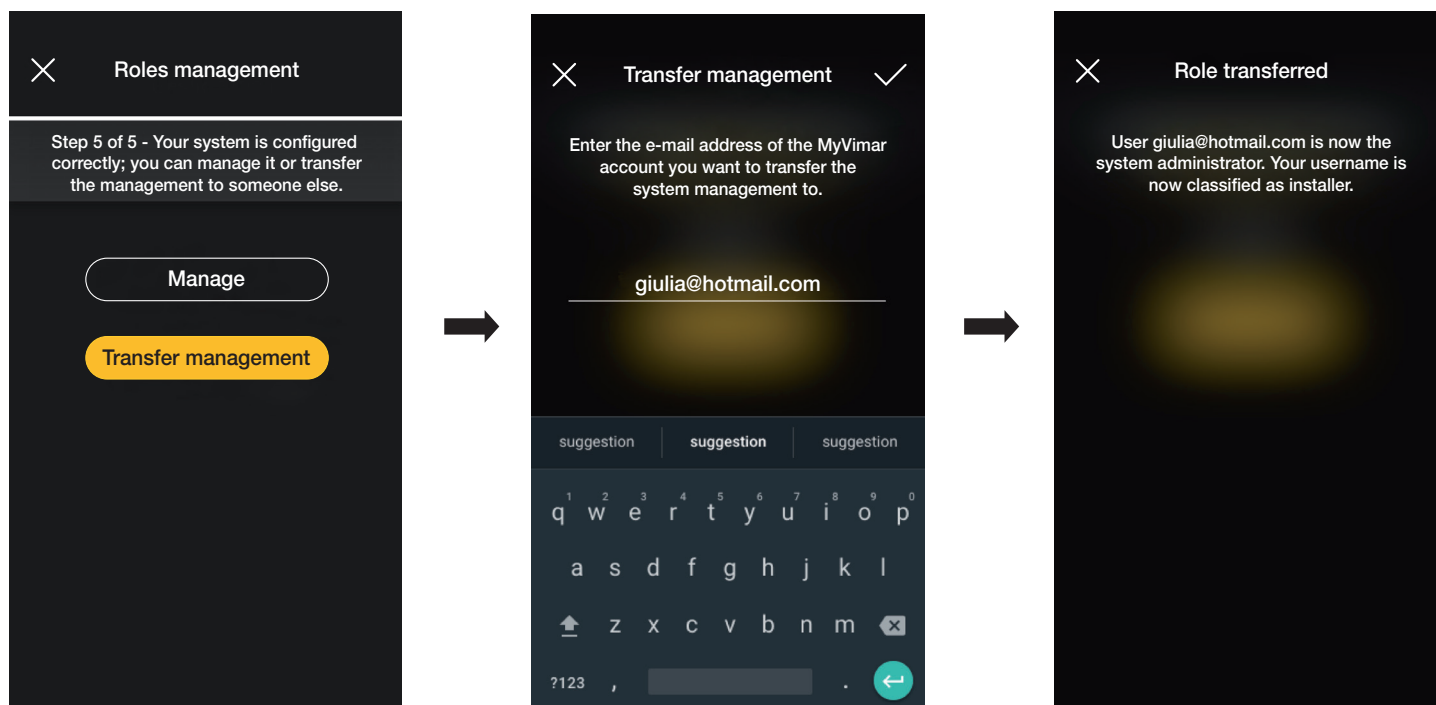 Roles management
Step 5 of 5 - Your system is configured
correctly; you can manage it or transfer
the management to someone else.
Manage
Transfer management
Transfer management
Enter the e-mail address of the MyVimar
account you want to transfer the
system management to.
giulia@hotmail.com
suggestion suggestion suggestion
1 2 3 4 5 6 7 8 9 0
q w e r t y u i o p
a s d f g h j k l
z x c v b n m
?123 , .
Role transferred
User giulia@hotmail.com is now the
system administrator. Your username is
now classified as installer.